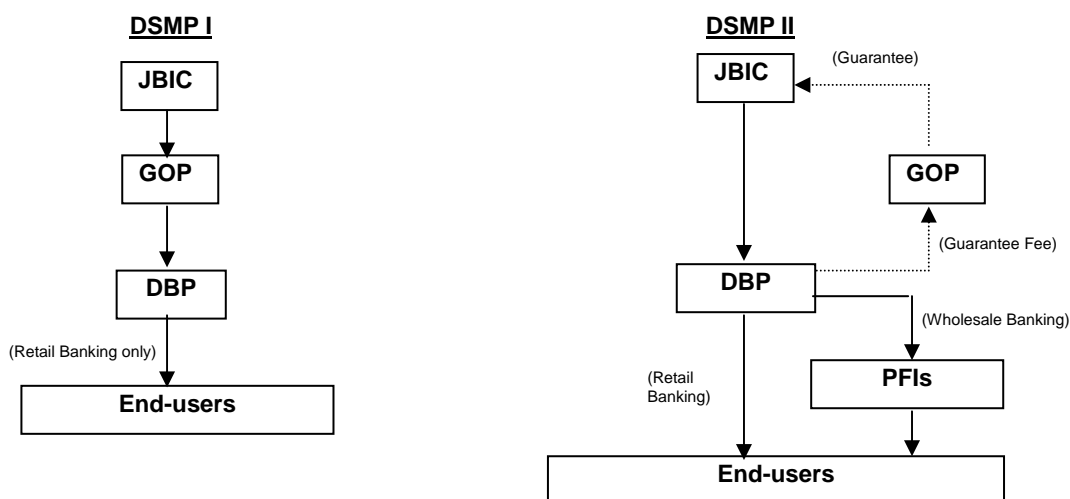 DSMP I
JBIC
GOP
DBP
(Retail Banking only)
End-users
DSMP II
(Guarantee)
JBIC
GOP
(Guarantee Fee)
DBP
(Wholesale Banking)
(Retail
Banking)
PFIs
End-users